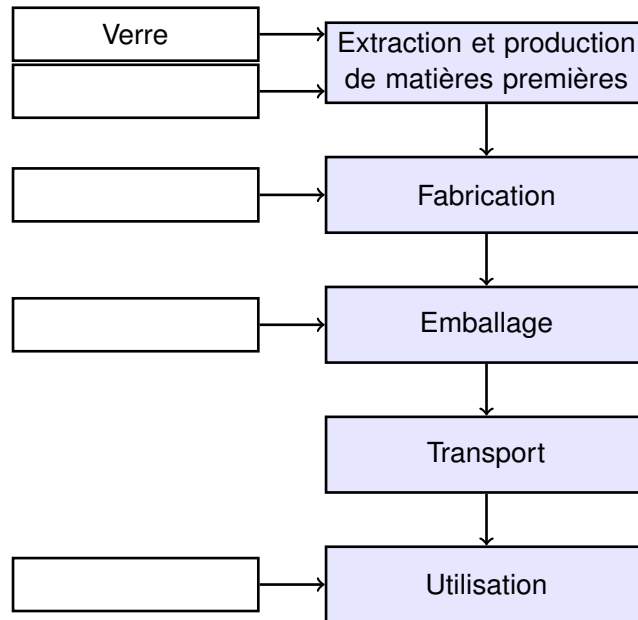 Verre
Extraction et production
de matières premières
Fabrication
Emballage
Transport
Utilisation